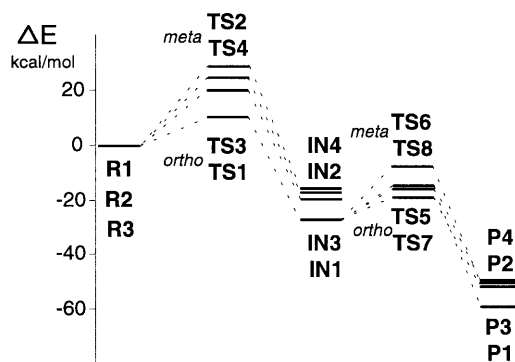 ΔE
kcal/mol
20
0
-20
-40
-60
R1
R2
R3
meta
TS2
TS4
ortho
TS3
TS1
IN4
IN2
IN3
IN1
meta
TS6
TS8
ortho
TS5
TS7
P4
P2
P3
P1